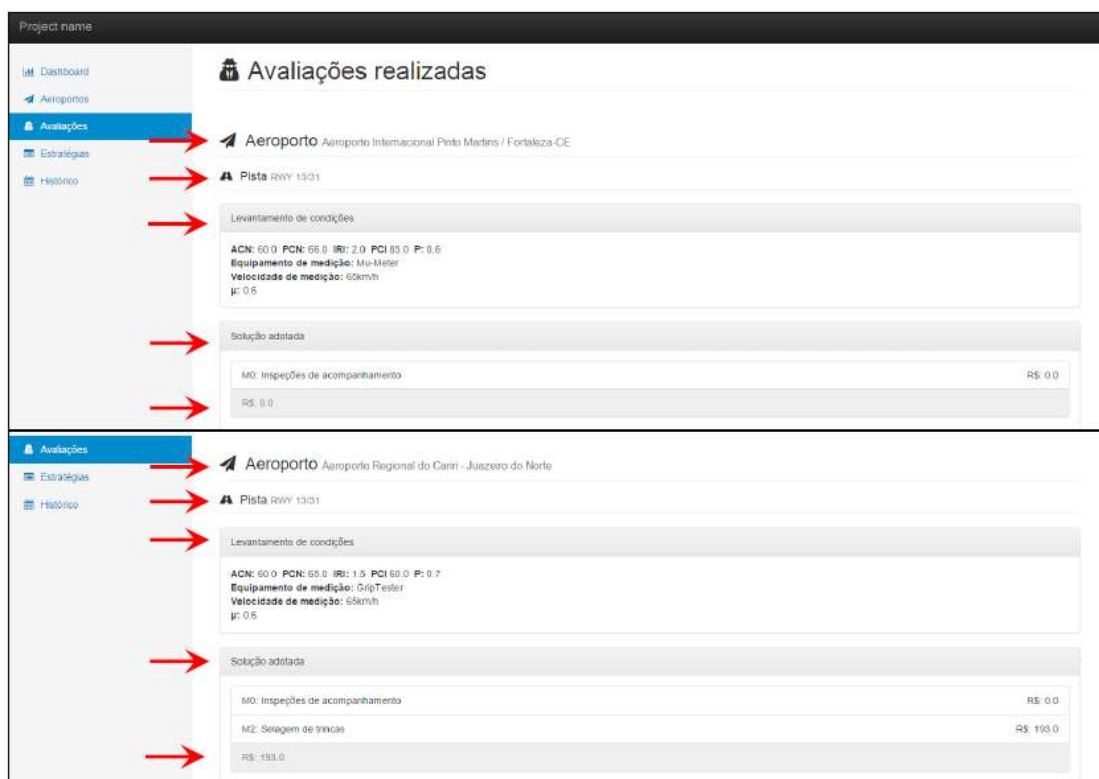 Project name
Dashboard
Aeroportos
Avaliações
Estratégias
Histórico
Avaliações realizadas
Aeroporto Aeroporto Internacional Pinto Martins / Fortaleza-CE
Pista RWY 13/31
Levantamento de condições
ACN: 60.0 PCN: 66.0 IRI: 2.0 PCI 85.0 P: 0.6
Equipamento de medição: Mu-Meter
Velocidade de medição: 65km/h
µ: 0.6
Solução adotada
M0: Inspeções de acompanhamento R$: 0.0
R$: 0.0
Avaliações
Estratégias
Histórico
Aeroporto Aeroporto Regional do Cariri - Juazeiro do Norte
Pista RWY 13/31
Levantamento de condições
ACN: 60.0 PCN: 65.0 IRI: 1.5 PCI 60.0 P: 0.7
Equipamento de medição: GripTester
Velocidade de medição: 65km/h
µ: 0.6
Solução adotada
M0: Inspeções de acompanhamento R$: 0.0
M2: Selagem de trincas R$: 193.0
R$: 193.0